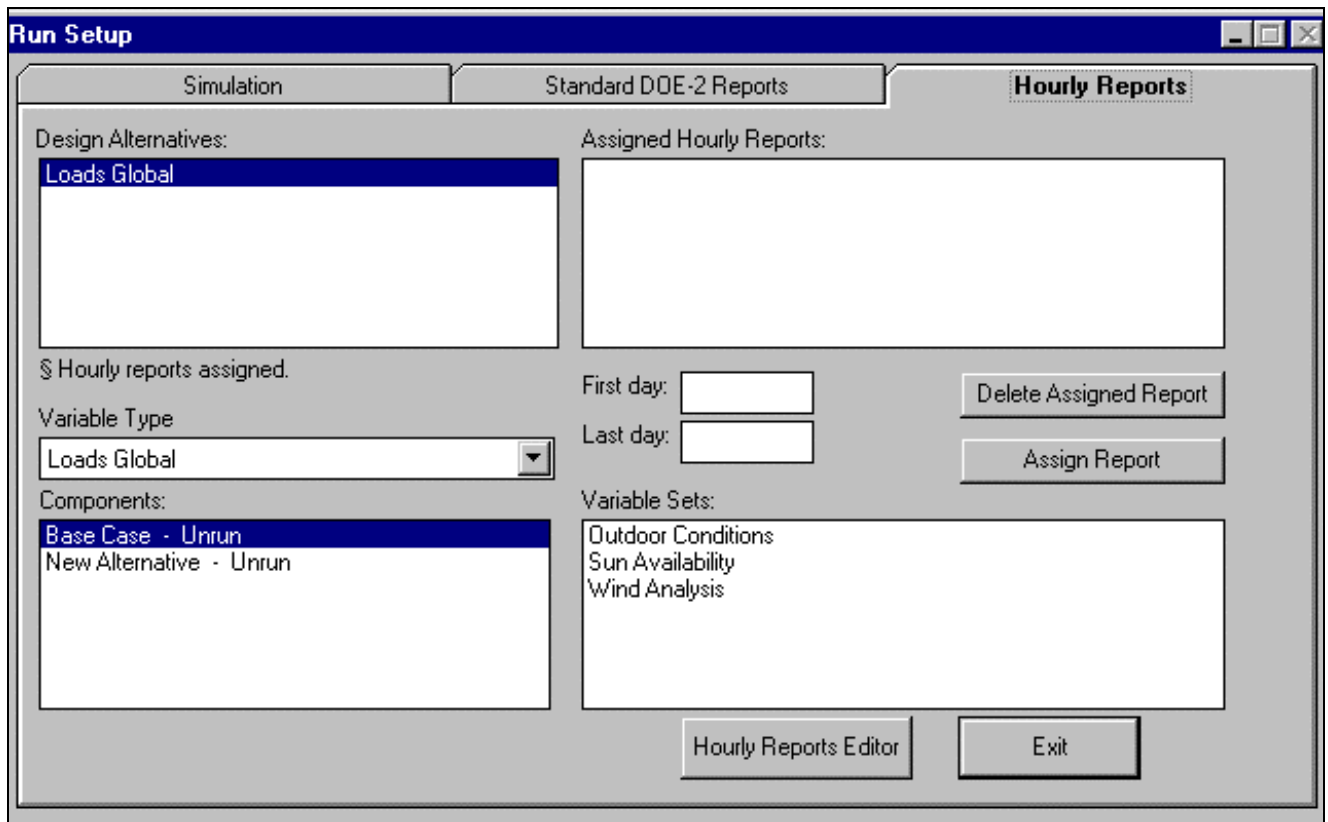 Run Setup
Simulation
Standard DOE-2 Reports
Hourly Reports
Design Alternatives:
Loads Global
§ Hourly reports assigned.
Assigned Hourly Reports:
First day:
Last day:
Delete Assigned Report
Assign Report
Variable Type
Loads Global
Components:
Base Case - Unrun
New Alternative - Unrun
Variable Sets:
Outdoor Conditions
Sun Availability
Wind Analysis
Hourly Reports Editor
Exit